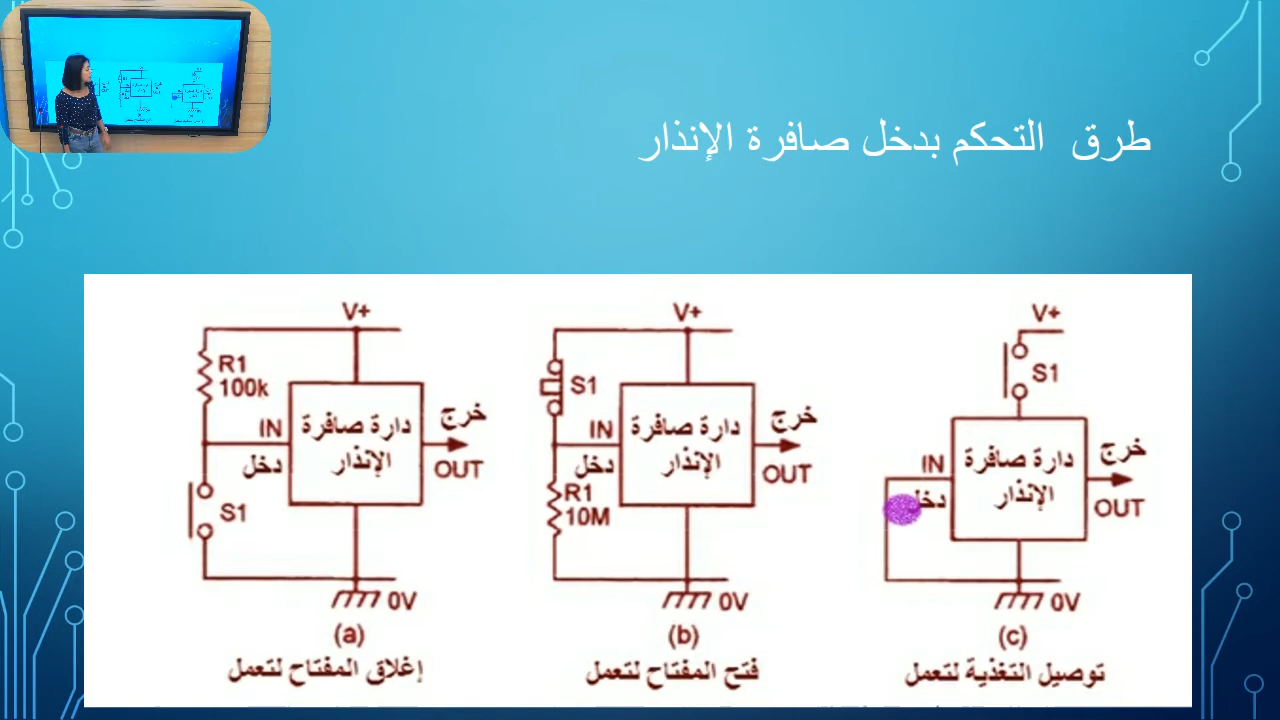 طرق التحكم بدخل صافرة الإنذار
V+
R1
100k
IN
دخل
S1
دارة صافرة
الإنذار
خرج
OUT
0V
(a)
إغلاق المفتاح لتعمل
V+
S1
IN
دخل
R1
10M
دارة صافرة
الإنذار
خرج
OUT
0V
(b)
فتح المفتاح لتعمل
V+
S1
IN
دخل
دارة صافرة
الإنذار
خرج
OUT
0V
(c)
توصيل التغذية لتعمل